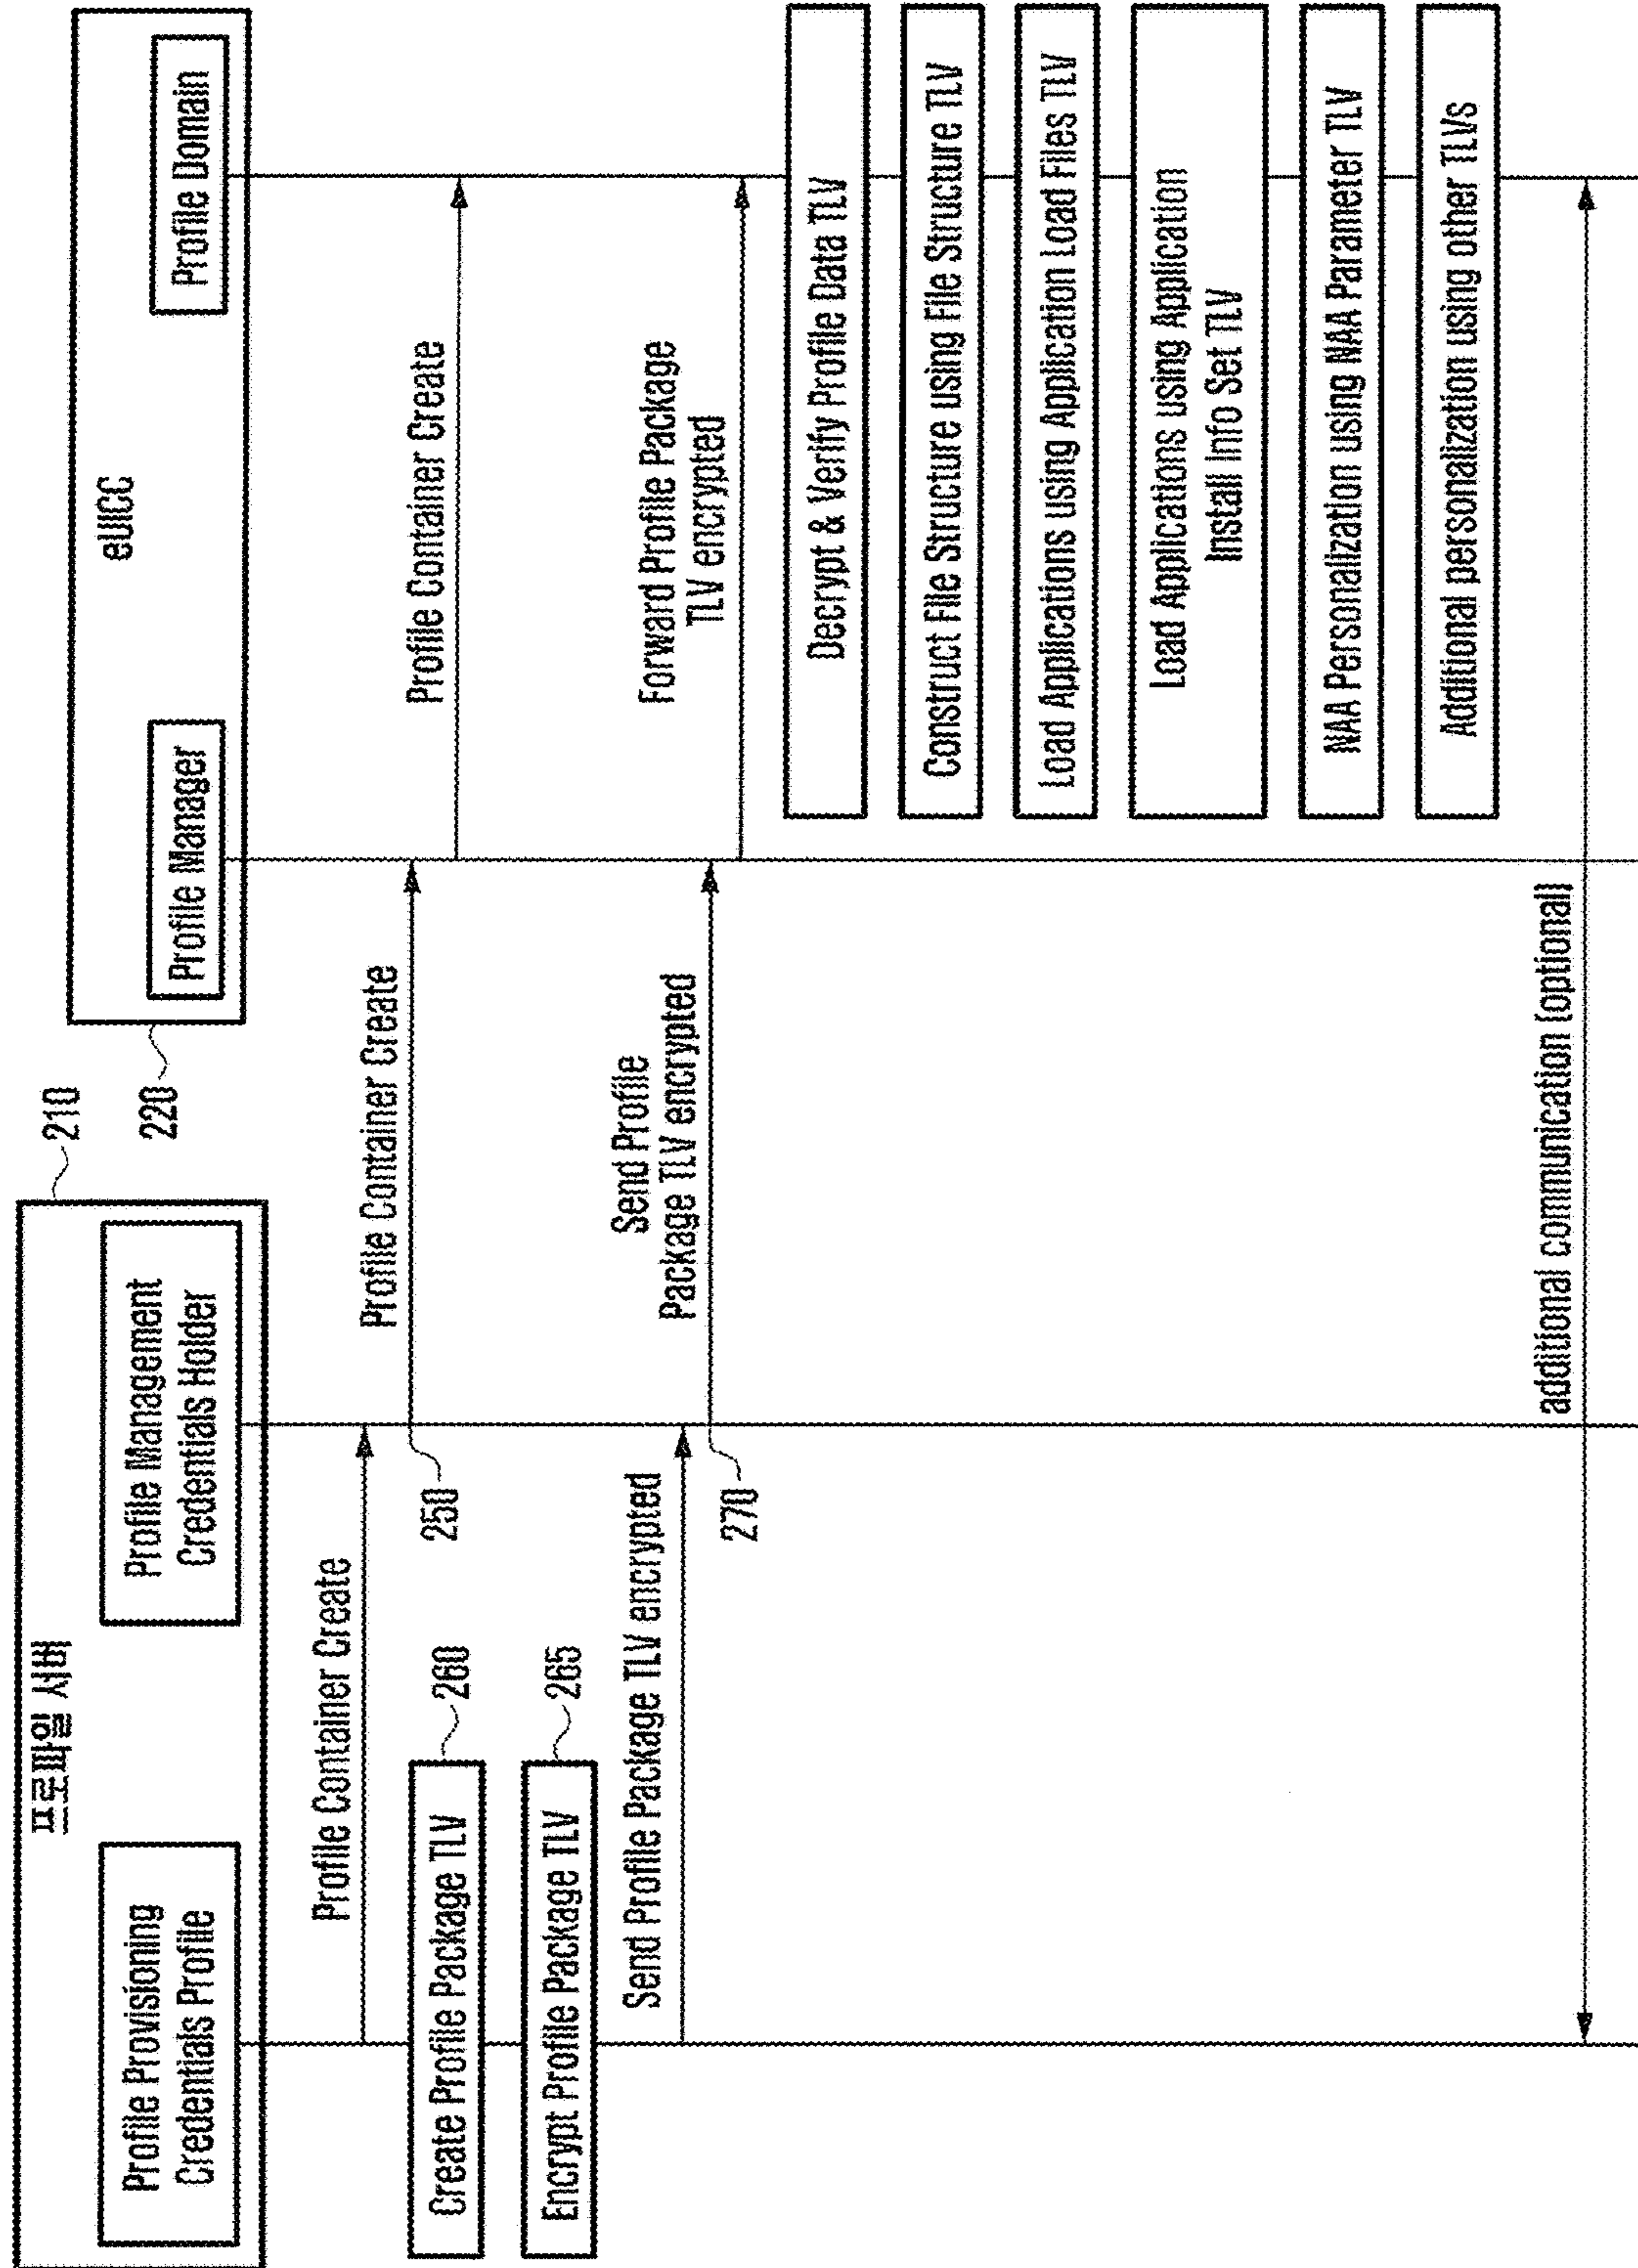 프로파일 서버
210
Profile Provisioning
Credentials Profile
Profile Management
Credentials Holder
eUICC
220
Profile Manager
Profile Domain
Profile Container Create
Profile Container Create
250
Profile Container Create
Create Profile Package TLV
260
Encrypt Profile Package TLV
265
Send Profile Package TLV encrypted
Send Profile
Package TLV encrypted
270
Forward Profile Package
TLV encrypted
Decrypt & Verify Profile Data TLV
Construct File Structure using File Structure TLV
Load Applications using Application Load Files TLV
Load Applications using Application
Install Info Set TLV
NAA Personalization using NAA Parameter TLV
Additional personalization using other TLVs
additional communication (optional)